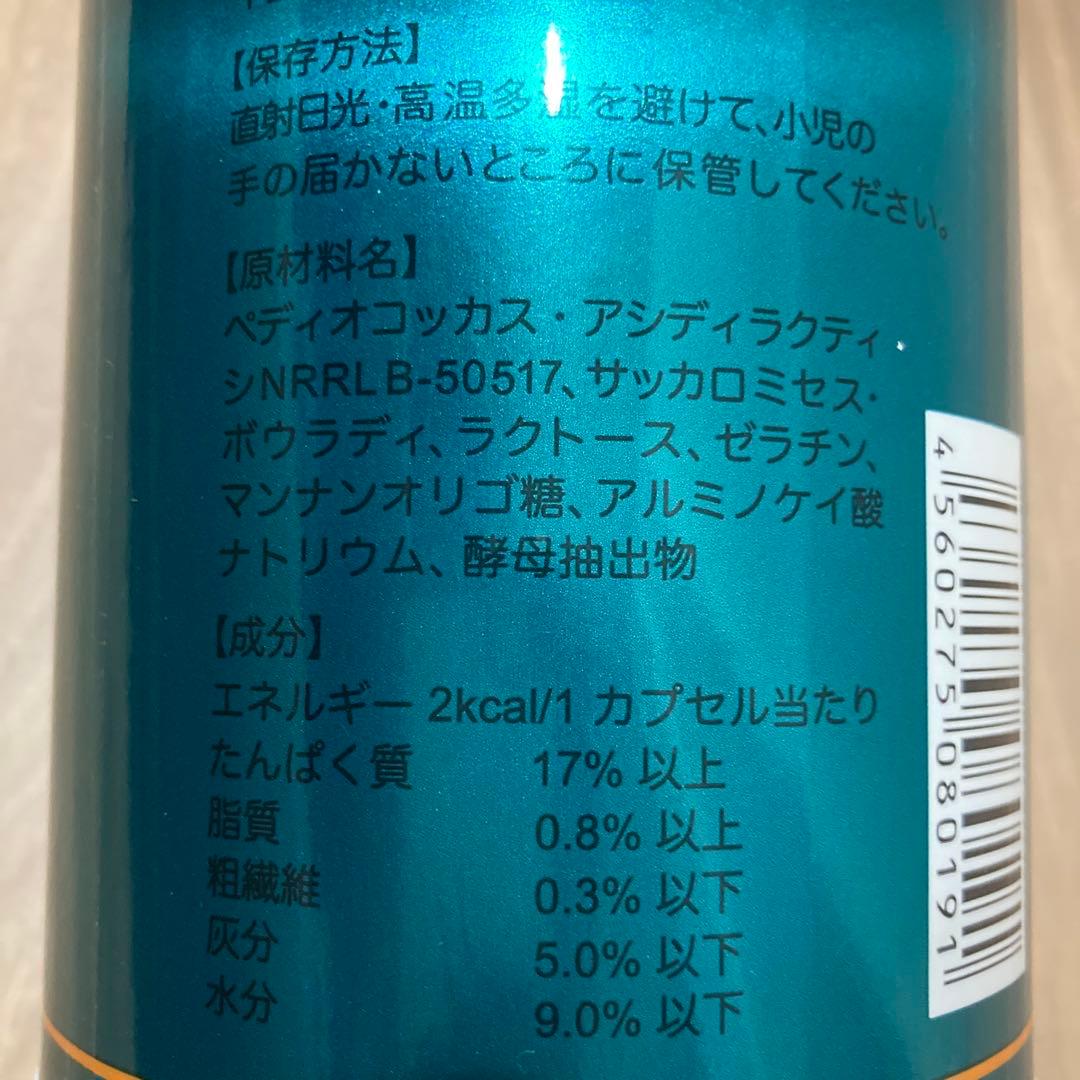 【保存方法】
直射日光・高温多湿を避けて、小児の
手の届かないところに保管してください。
【原材料名】
ペディオコッカス・アシディラクティ
シNRRL B-50517、サッカロミセス・
ボウラディ、ラクトース、ゼラチン、
マンナンオリゴ糖、アルミノケイ酸
ナトリウム、酵母抽出物
【成分】
エネルギー 2kcal/1 カプセル当たり
たんぱく質 17% 以上
脂質 0.8% 以上
粗繊維 0.3% 以下
灰分 5.0% 以下
水分 9.0% 以下
4560275080191